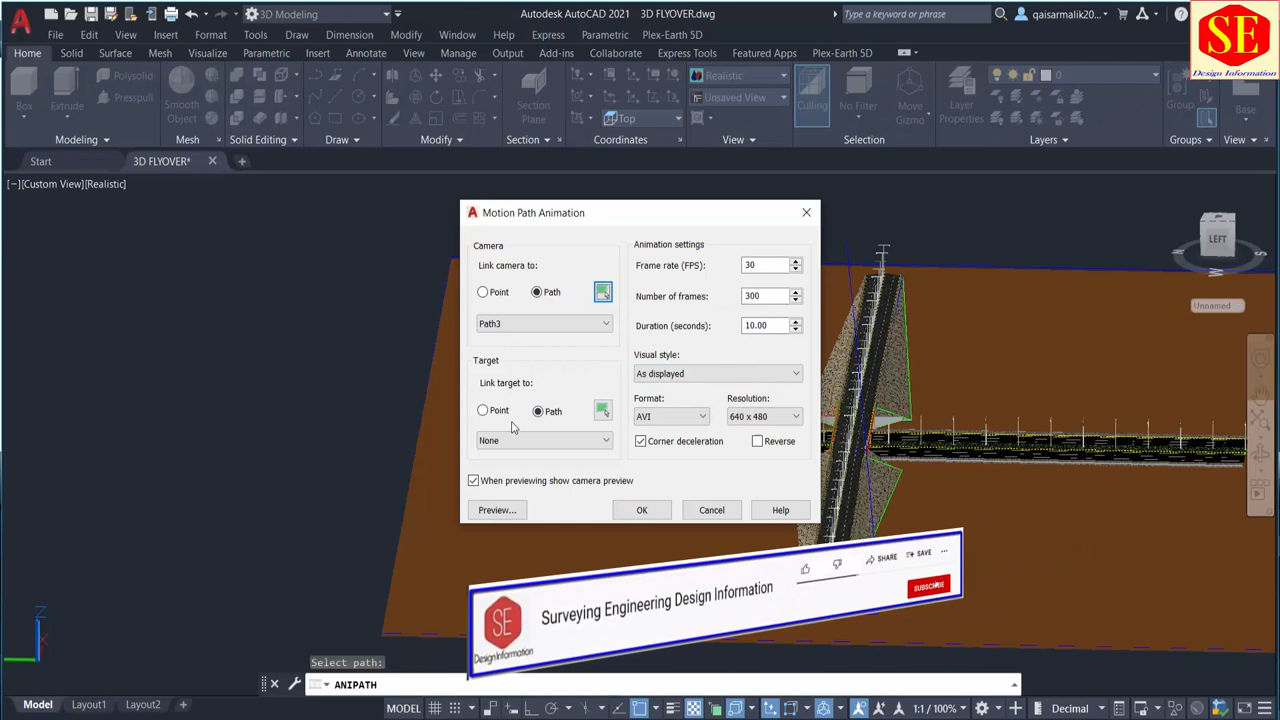 3D Modeling
Autodesk AutoCAD 2021 3D FLYOVER.dwg
Type a keyword or phrase
qaisarmalik20...
SE
Design Information
File Edit View Insert Format Tools Draw Dimension Modify Window Help Express Parametric Plex-Earth 5D
Home Solid Surface Mesh Visualize Parametric Insert Annotate View Manage Output Add-ins Collaborate Express Tools Featured Apps Plex-Earth 5D
Box
Extrude
Polysolid
Presspull
Smooth Object
Section Plane
Top
Realistic
Unsaved View
Culling
No Filter
Move Gizmo
Layer Properties
0
Group
Base
Modeling Mesh Solid Editing Draw Modify Section Coordinates View Selection Layers Groups View
Start
3D FLYOVER*
[−][Custom View][Realistic]
LEFT
N
S
W
Unnamed
Motion Path Animation
Camera
Link camera to:
Point Path
Path3
Target
Link target to:
Point Path
None
Animation settings
Frame rate (FPS): 30
Number of frames: 300
Duration (seconds): 10.00
Visual style:
As displayed
Format: Resolution:
AVI 640 x 480
Corner deceleration Reverse
When previewing show camera preview
Preview... OK Cancel Help
SE
Design Information
Surveying Engineering Design Information
SHARE SAVE ...
SUBSCRIBE
Z
X
Select path:
ANIPATH
Model Layout1 Layout2
MODEL
1:1 / 100%
Decimal